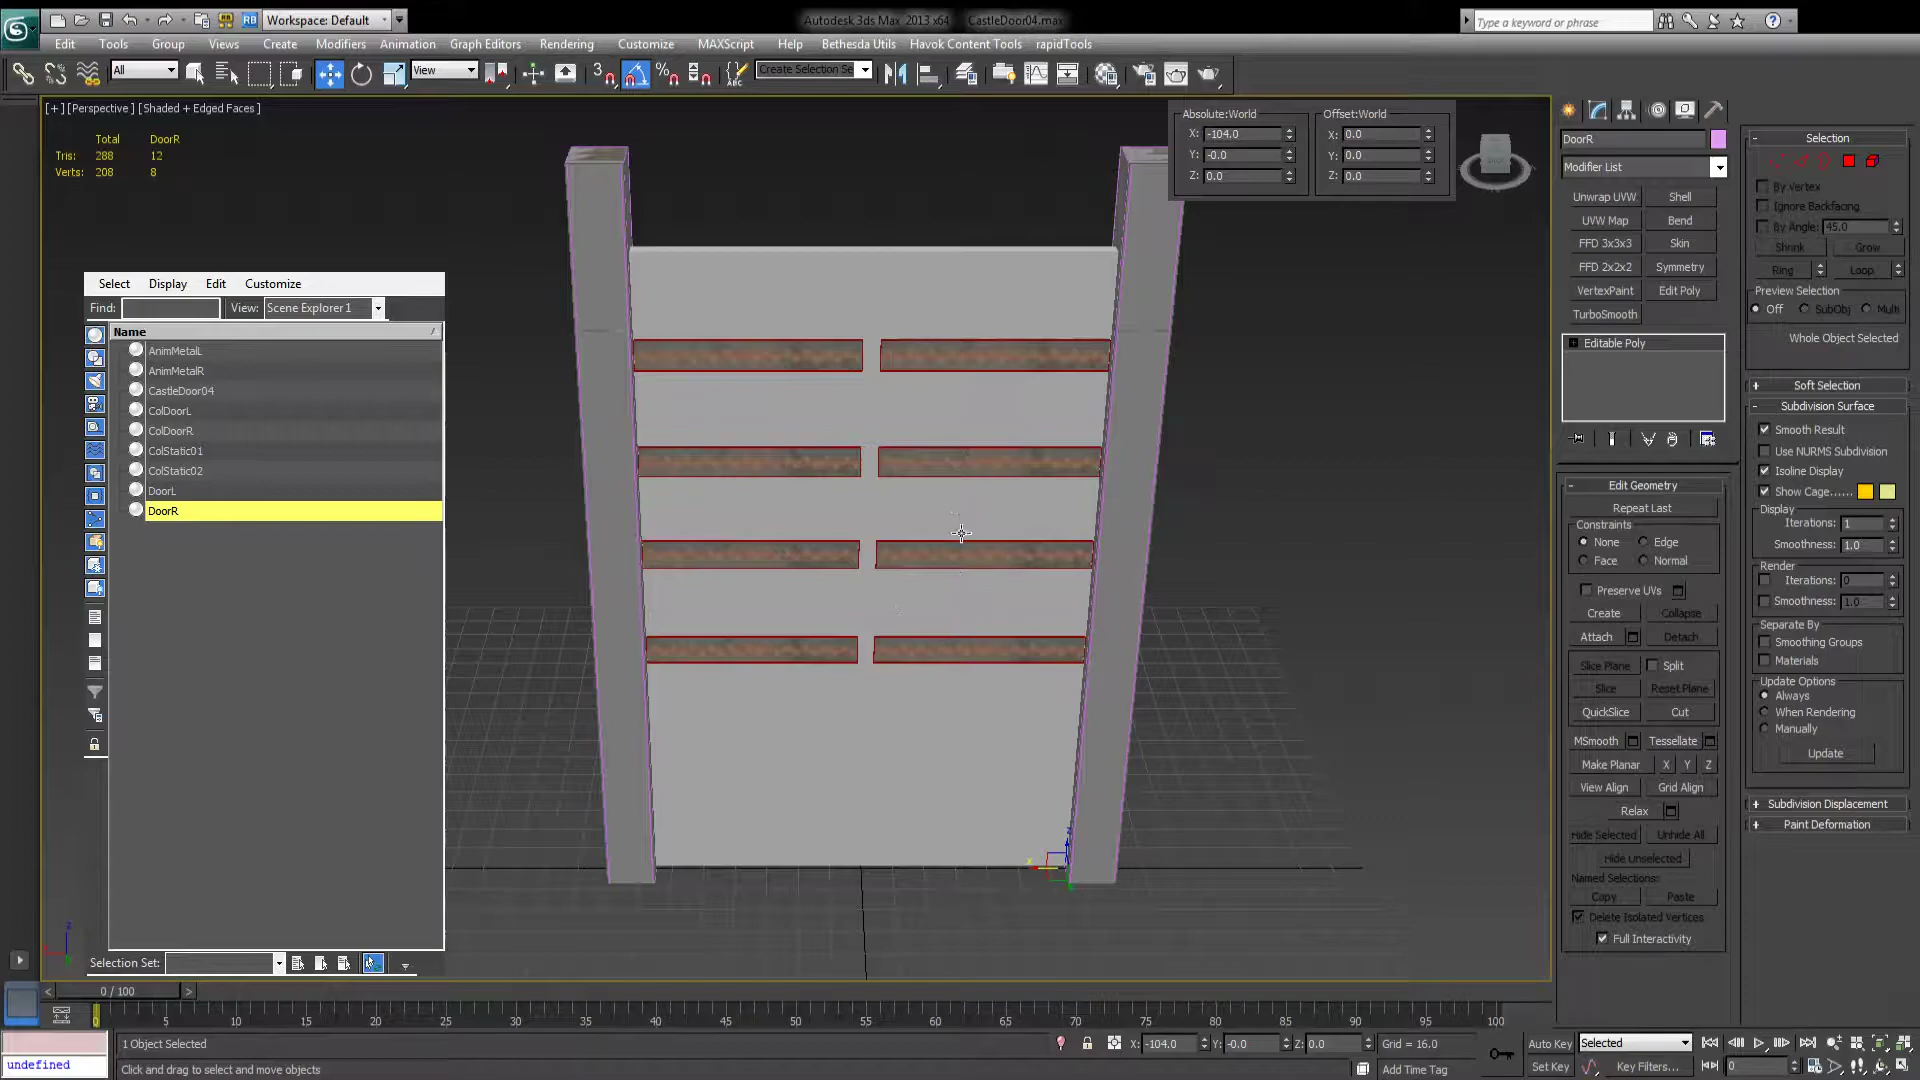 Workspace: Default
Autodesk 3ds Max  2013 x64
CastleDoor04.max
Type a keyword or phrase
Edit
Tools
Group
Views
Create
Modifiers
Animation
Graph Editors
Rendering
Customize
MAXScript
Help
Bethesda Utils
Havok Content Tools
rapidTools
All
View
3
ABC
Create Selection Se
[ + ] [Perspective ] [Shaded + Edged Faces ]
Total DoorR
Tris: 288 12
Verts: 208 8
Absolute:World
X: -104.0
Y: -0.0
Z: 0.0
Offset:World
X: 0.0
Y: 0.0
Z: 0.0
Select Display Edit Customize
Find: View: Scene Explorer 1
Name
AnimMetalL
AnimMetalR
CastleDoor04
ColDoorL
ColDoorR
ColStatic01
ColStatic02
DoorL
DoorR
Selection Set:
DoorR
Modifier List
Unwrap UVW Shell
UVW Map Bend
FFD 3x3x3 Skin
FFD 2x2x2 Symmetry
VertexPaint Edit Poly
TurboSmooth
Editable Poly
Edit Geometry
Repeat Last
Constraints
None Edge
Face Normal
Preserve UVs
Create Collapse
Attach Detach
Slice Plane Split
Slice Reset Plane
QuickSlice Cut
MSmooth Tessellate
Make Planar X Y Z
View Align Grid Align
Relax
Hide Selected Unhide All
Hide Unselected
Named Selections:
Copy Paste
Delete Isolated Vertices
Full Interactivity
Selection
By Vertex
Ignore Backfacing
By Angle: 45.0
Shrink Grow
Ring Loop
Preview Selection
Off SubObj Multi
Whole Object Selected
Soft Selection
Subdivision Surface
Smooth Result
Use NURMS Subdivision
Isoline Display
Show Cage......
Display
Iterations: 1
Smoothness: 1.0
Render
Iterations: 0
Smoothness: 1.0
Separate By
Smoothing Groups
Materials
Update Options
Always
When Rendering
Manually
Update
Subdivision Displacement
Paint Deformation
0 / 100
0 5 10 15 20 25 30 35 40 45 50 55 60 65 70 75 80 85 90 95 100
undefined
1 Object Selected
Click and drag to select and move objects
X: -104.0 Y: -0.0 Z: 0.0
Grid = 16.0
Add Time Tag
Auto Key Selected
Set Key Key Filters...
0